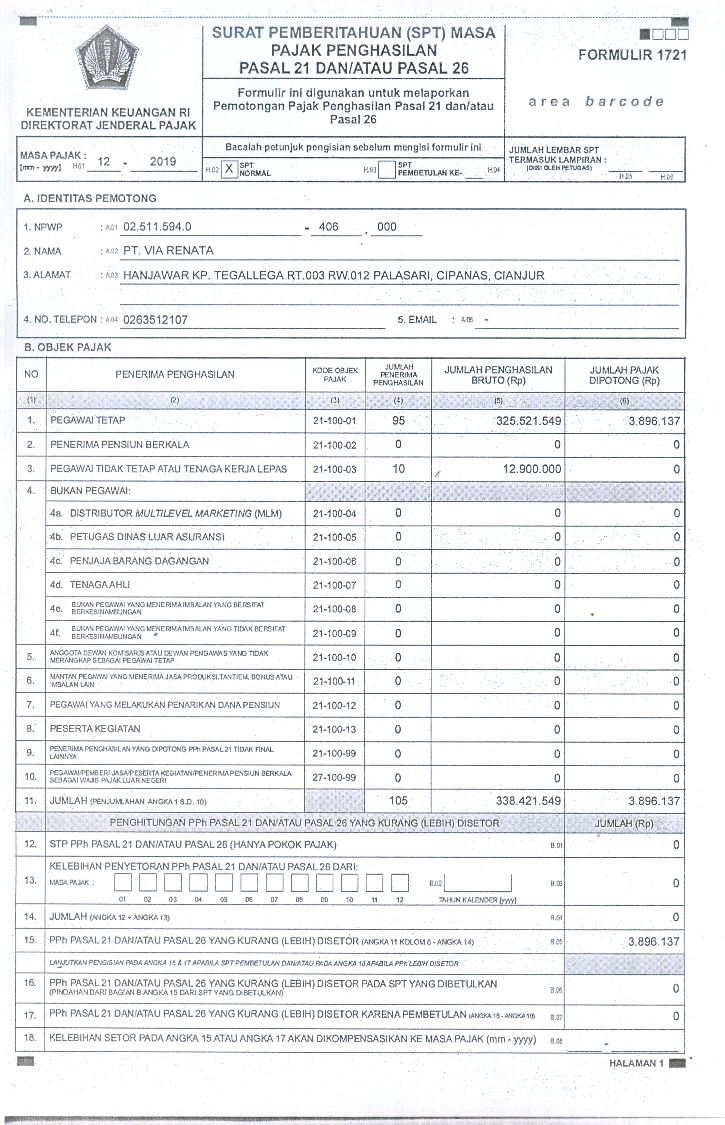 SURAT PEMBERITAHUAN (SPT) MASA
PAJAK PENGHASILAN
PASAL 21 DAN/ATAU PASAL 26
Formulir ini digunakan untuk melaporkan
Pemotongan Pajak Penghasilan Pasal 21 dan/atau
Pasal 26
FORMULIR 1721
area barcode
KEMENTERIAN KEUANGAN RI
DIREKTORAT JENDERAL PAJAK
MASA PAJAK :
[mm - yyyy] H.01 12 - 2019
Bacalah petunjuk pengisian sebelum mengisi formulir ini
H.02 X SPT NORMAL H.03 SPT PEMBETULAN KE- H.04
JUMLAH LEMBAR SPT
TERMASUK LAMPIRAN :
(DIISI OLEH PETUGAS) H.05 H.06
A. IDENTITAS PEMOTONG
1. NPWP : A.01 02.511.594.0 - 406 . 000
2. NAMA : A.02 PT. VIA RENATA
3. ALAMAT : A.03 HANJAWAR KP. TEGALLEGA RT.003 RW.012 PALASARI, CIPANAS, CIANJUR
4. NO. TELEPON : A.04 0263512107 5. EMAIL : A.05 -
B. OBJEK PAJAK
NO PENERIMA PENGHASILAN KODE OBJEK PAJAK JUMLAH PENERIMA PENGHASILAN JUMLAH PENGHASILAN BRUTO (Rp) JUMLAH PAJAK DIPOTONG (Rp)
(1) (2) (3) (4) (5) (6)
1. PEGAWAI TETAP 21-100-01 95 325.521.549 3.896.137
2. PENERIMA PENSIUN BERKALA 21-100-02 0 0 0
3. PEGAWAI TIDAK TETAP ATAU TENAGA KERJA LEPAS 21-100-03 10 12.900.000 0
4. BUKAN PEGAWAI:
4a. DISTRIBUTOR MULTILEVEL MARKETING (MLM) 21-100-04 0 0 0
4b. PETUGAS DINAS LUAR ASURANSI 21-100-05 0 0 0
4c. PENJAJA BARANG DAGANGAN 21-100-06 0 0 0
4d. TENAGA AHLI 21-100-07 0 0 0
4e. BUKAN PEGAWAI YANG MENERIMA IMBALAN YANG BERSIFAT BERKESINAMBUNGAN 21-100-08 0 0 0
4f. BUKAN PEGAWAI YANG MENERIMA IMBALAN YANG TIDAK BERSIFAT BERKESINAMBUNGAN 21-100-09 0 0 0
5. ANGGOTA DEWAN KOMISARIS ATAU DEWAN PENGAWAS YANG TIDAK MERANGKAP SEBAGAI PEGAWAI TETAP 21-100-10 0 0 0
6. MANTAN PEGAWAI YANG MENERIMA JASA PRODUKSI, TANTIEM, BONUS ATAU IMBALAN LAIN 21-100-11 0 0 0
7. PEGAWAI YANG MELAKUKAN PENARIKAN DANA PENSIUN 21-100-12 0 0 0
8. PESERTA KEGIATAN 21-100-13 0 0 0
9. PENERIMA PENGHASILAN YANG DIPOTONG PPh PASAL 21 TIDAK FINAL LAINNYA 21-100-99 0 0 0
10. PEGAWAI/PEMBERI JASA/PESERTA KEGIATAN/PENERIMA PENSIUN BERKALA SEBAGAI WAJIB PAJAK LUAR NEGERI 27-100-99 0 0 0
11. JUMLAH (PENJUMLAHAN ANGKA 1 S.D. 10) 105 338.421.549 3.896.137
PENGHITUNGAN PPh PASAL 21 DAN/ATAU PASAL 26 YANG KURANG (LEBIH) DISETOR JUMLAH (Rp)
12. STP PPh PASAL 21 DAN/ATAU PASAL 26 (HANYA POKOK PAJAK) B.01 0
13. KELEBIHAN PENYETORAN PPh PASAL 21 DAN/ATAU PASAL 26 DARI:
MASA PAJAK : B.02 B.03 0
01 02 03 04 05 06 07 08 09 10 11 12 TAHUN KALENDER [yyyy]
14. JUMLAH (ANGKA 12 + ANGKA 13) B.04 0
15. PPh PASAL 21 DAN/ATAU PASAL 26 YANG KURANG (LEBIH) DISETOR (ANGKA 11 KOLOM 6 - ANGKA 14) B.05 3.896.137
LANJUTKAN PENGISIAN PADA ANGKA 16 & 17 APABILA SPT PEMBETULAN DAN/ATAU PADA ANGKA 18 APABILA PPh LEBIH DISETOR
16. PPh PASAL 21 DAN/ATAU PASAL 26 YANG KURANG (LEBIH) DISETOR PADA SPT YANG DIBETULKAN
(PINDAHAN DARI BAGIAN B ANGKA 15 DARI SPT YANG DIBETULKAN) B.06 0
17. PPh PASAL 21 DAN/ATAU PASAL 26 YANG KURANG (LEBIH) DISETOR KARENA PEMBETULAN (ANGKA 15 - ANGKA 16) B.07 0
18. KELEBIHAN SETOR PADA ANGKA 15 ATAU ANGKA 17 AKAN DIKOMPENSASIKAN KE MASA PAJAK (mm - yyyy) B.08 -
HALAMAN 1